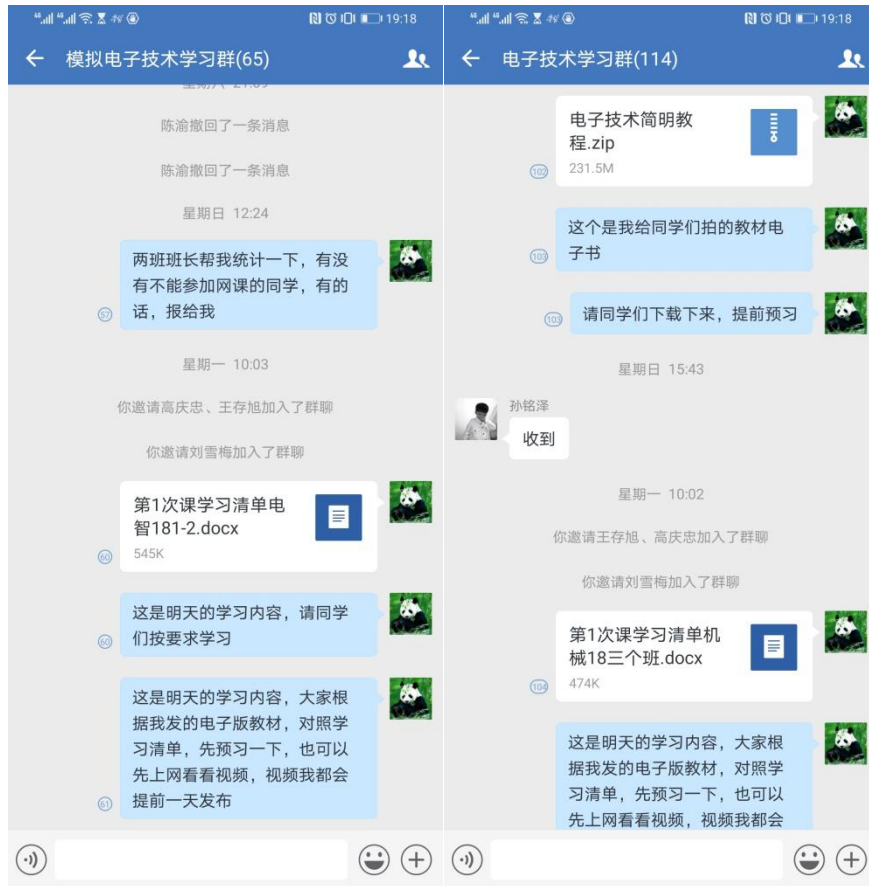 19:18
模拟电子技术学习群(65)
陈渝撤回了一条消息
陈渝撤回了一条消息
星期日 12:24
两班班长帮我统计一下，有没
有不能参加网课的同学，有的
话，报给我
57
星期一 10:03
你邀请高庆忠、王存旭加入了群聊
你邀请刘雪梅加入了群聊
第1次课学习清单电
智181-2.docx
545K
60
这是明天的学习内容，请同学
们按要求学习
60
这是明天的学习内容，大家根
据我发的电子版教材，对照学
习清单，先预习一下，也可以
先上网看看视频，视频我都会
提前一天发布
61
19:18
电子技术学习群(114)
电子技术简明教
程.zip
231.5M
102
这个是我给同学们拍的教材电
子书
103
请同学们下载下来，提前预习
103
星期日 15:43
孙铭泽
收到
星期一 10:02
你邀请王存旭、高庆忠加入了群聊
你邀请刘雪梅加入了群聊
第1次课学习清单机
械18三个班.docx
474K
104
这是明天的学习内容，大家根
据我发的电子版教材，对照学
习清单，先预习一下，也可以
先上网看看视频，视频我都会